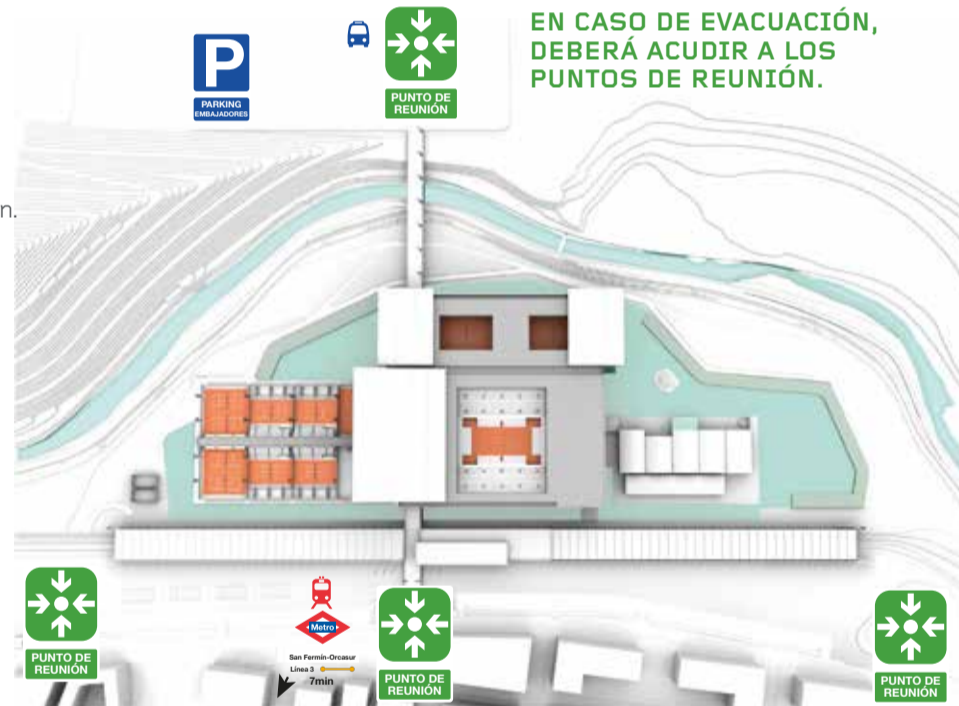 EN CASO DE EVACUACIÓN,
DEBERÁ ACUDIR A LOS
PUNTOS DE REUNIÓN.
P
PARKING
EMBAJADORES
PUNTO DE
REUNIÓN
n.
PUNTO DE
REUNIÓN
Metro
San Fermín-Orcasur
Línea 3
7min
PUNTO DE
REUNIÓN
PUNTO DE
REUNIÓN